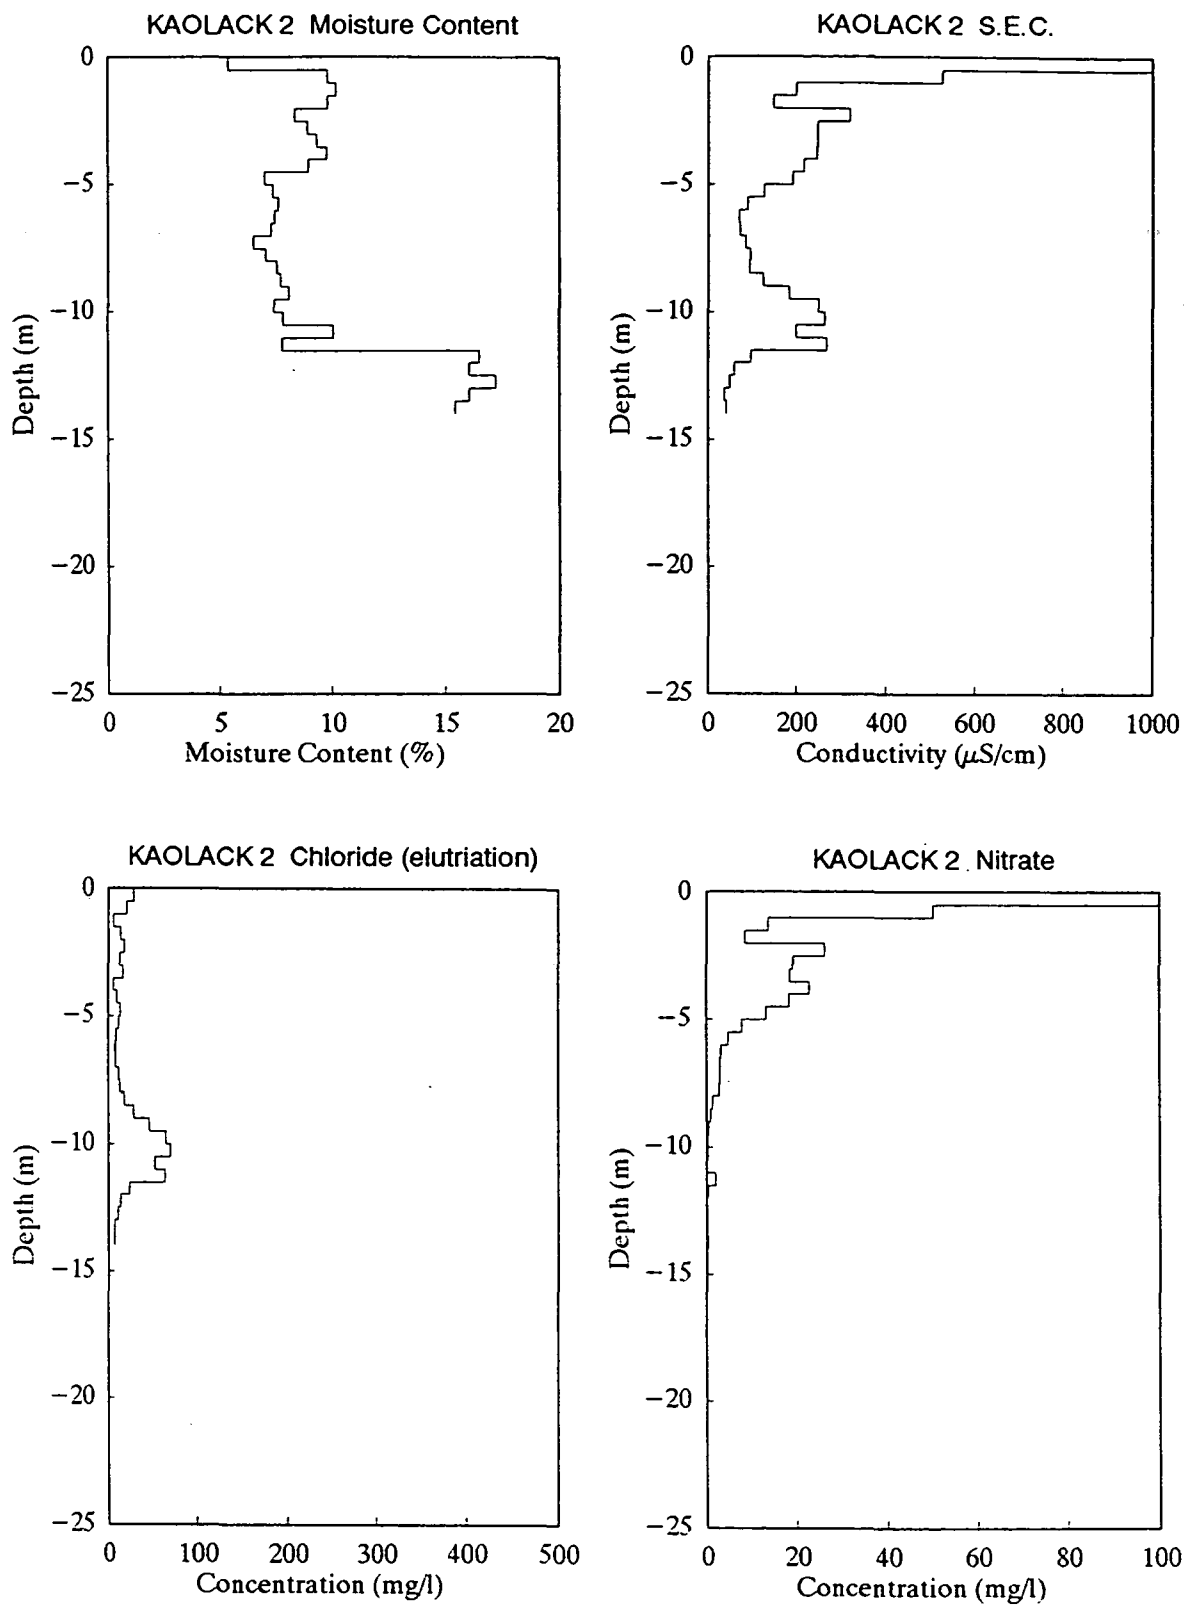 KAOLACK 2 Moisture Content
0
−5
−10
−15
−20
−25
Depth (m)
0 5 10 15 20
Moisture Content (%)
KAOLACK 2 S.E.C.
0
−5
−10
−15
−20
−25
Depth (m)
0 200 400 600 800 1000
Conductivity (μS/cm)
KAOLACK 2 Chloride (elutriation)
0
−5
−10
−15
−20
−25
Depth (m)
0 100 200 300 400 500
Concentration (mg/l)
KAOLACK 2 Nitrate
0
−5
−10
−15
−20
−25
Depth (m)
0 20 40 60 80 100
Concentration (mg/l)